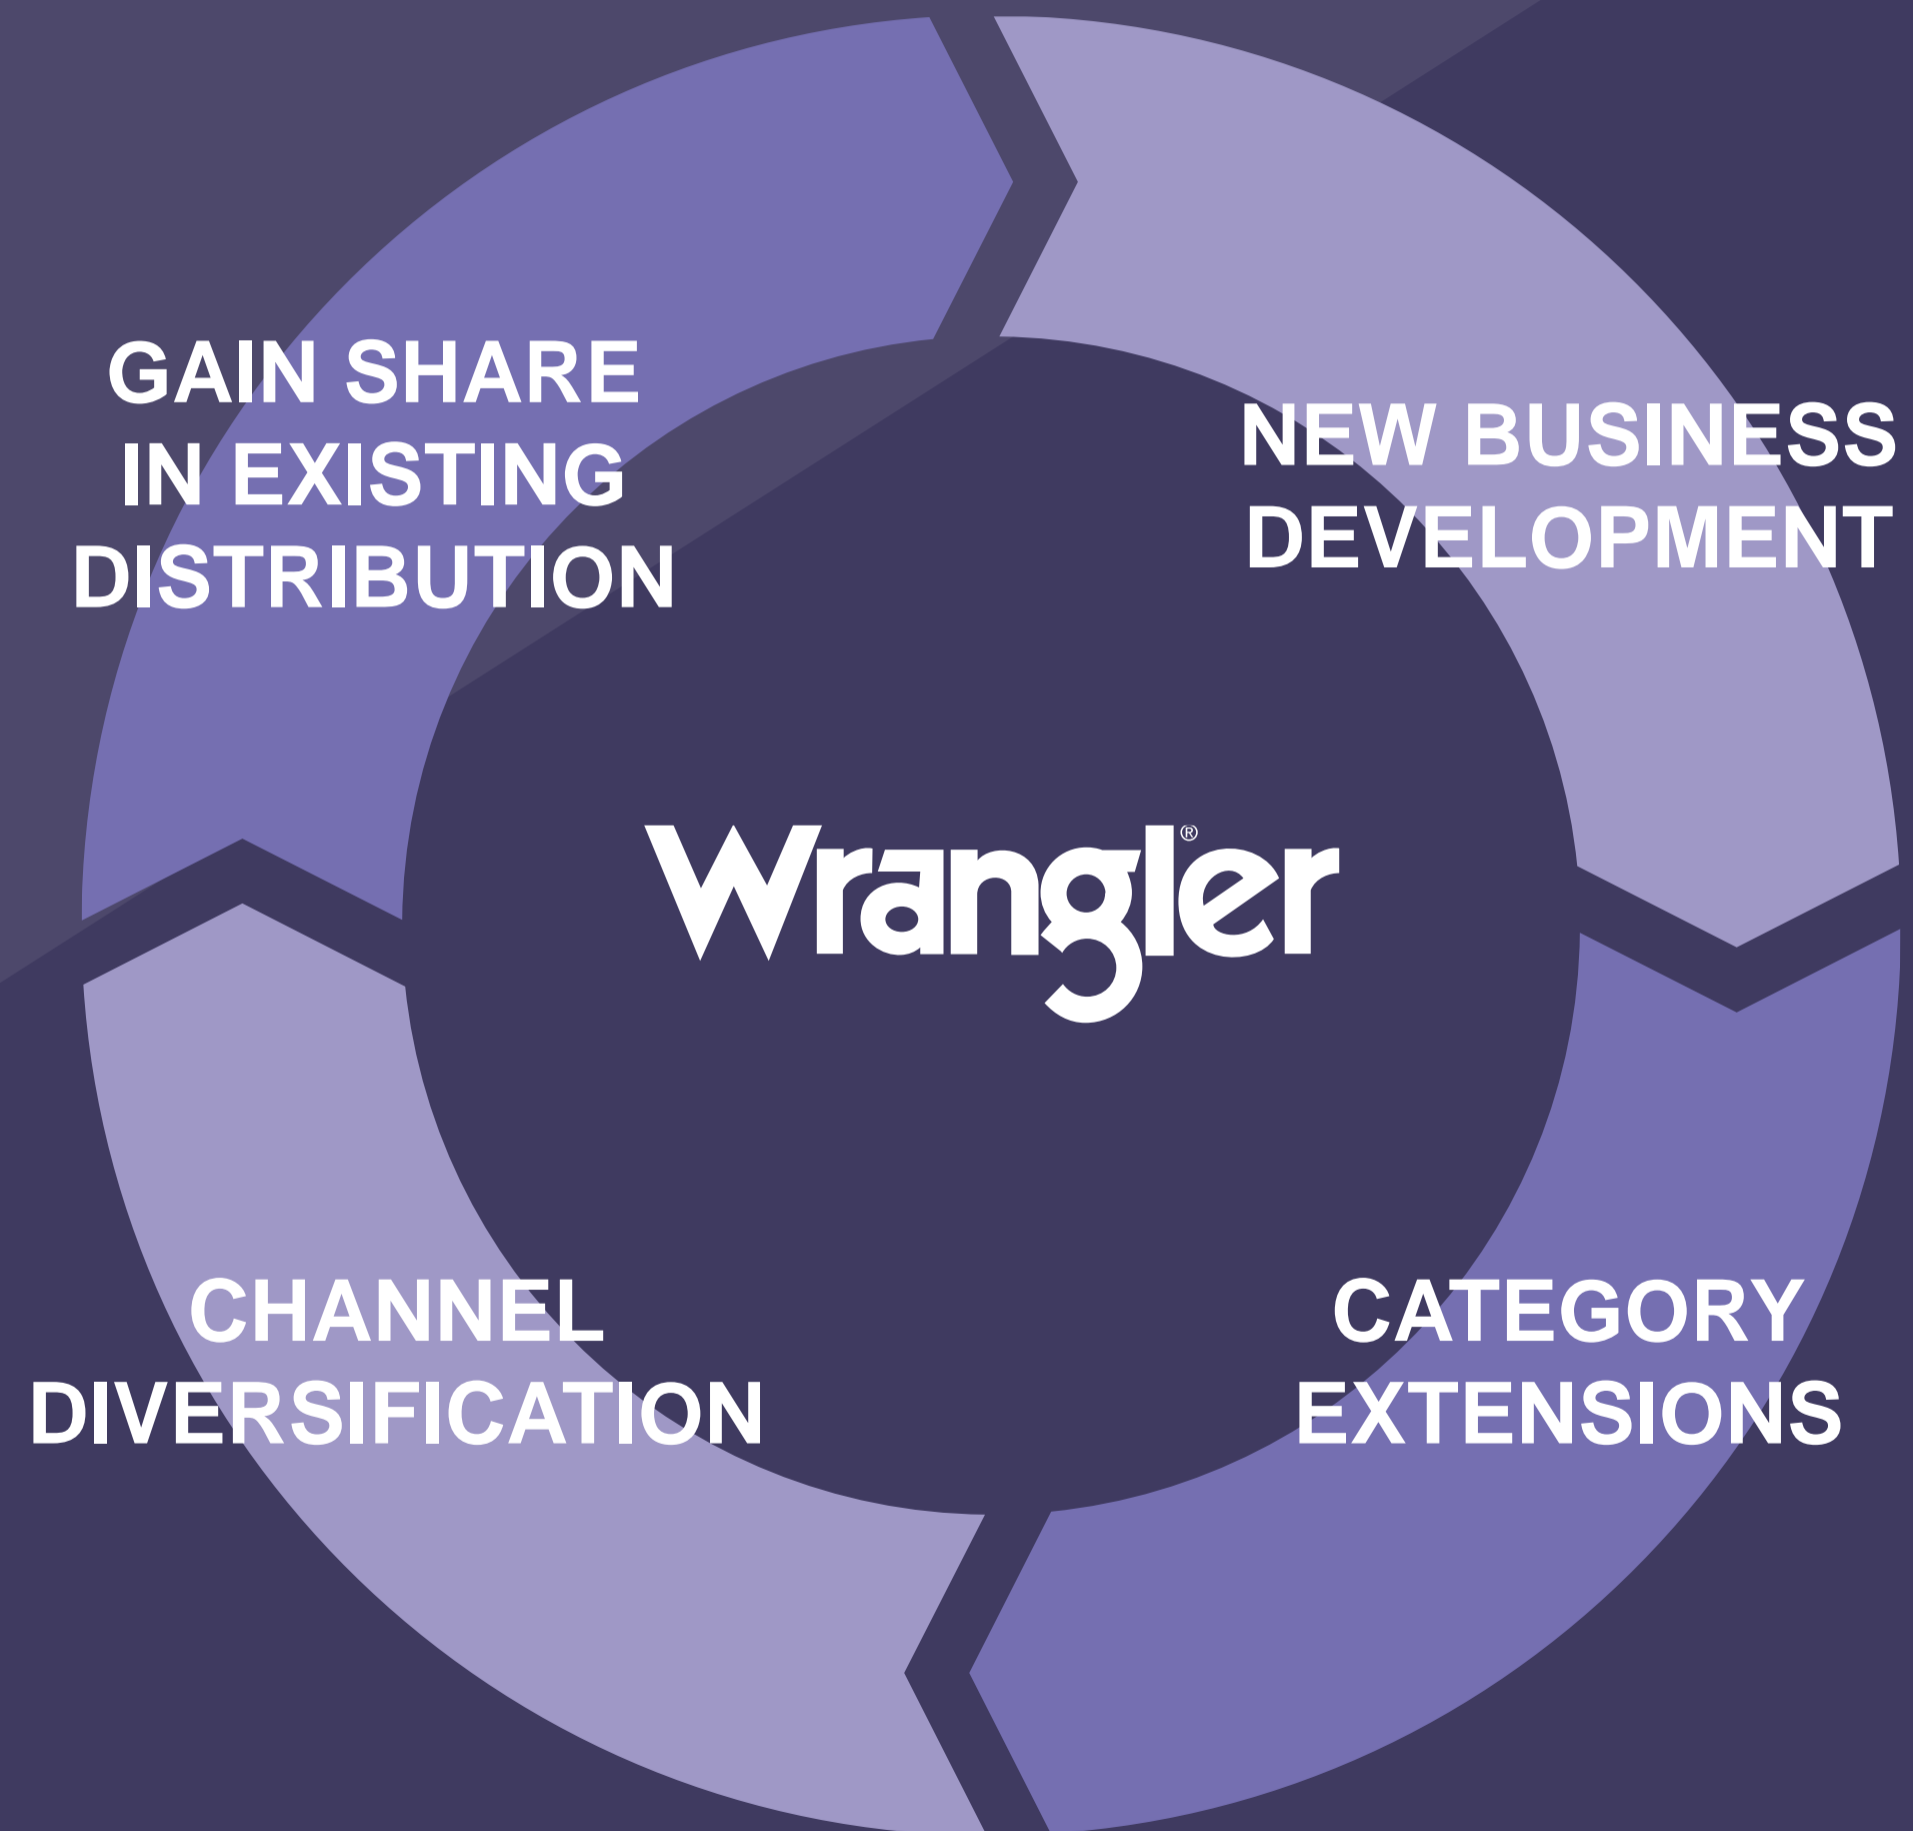 GAIN SHARE
IN EXISTING
DISTRIBUTION
NEW BUSINESS
DEVELOPMENT
Wrangler®
CHANNEL
DIVERSIFICATION
CATEGORY
EXTENSIONS